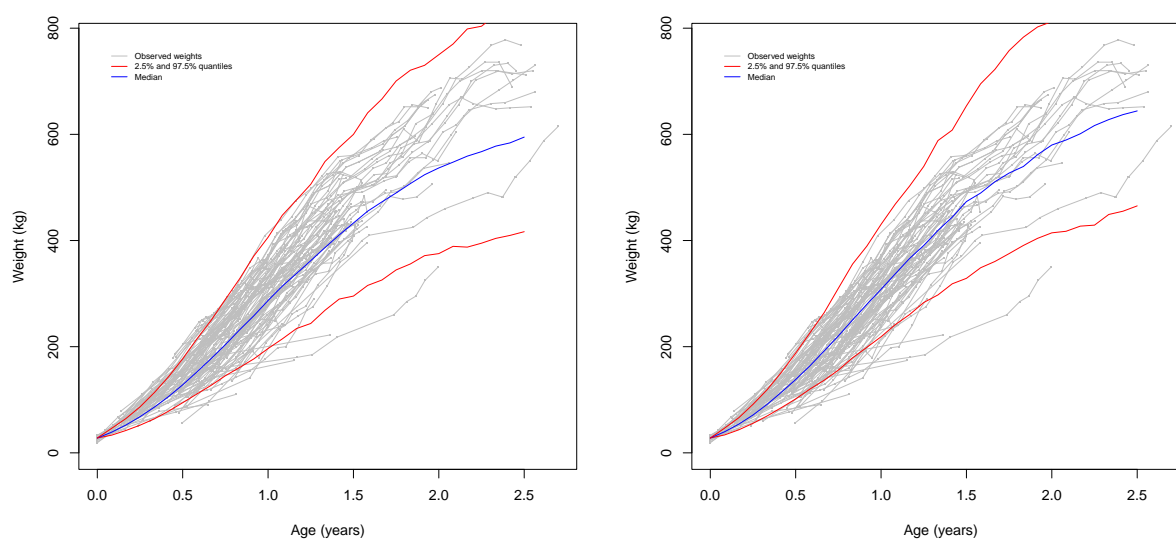 800
600
400
200
0
Weight (kg)
Observed weights
2.5% and 97.5% quantiles
Median
0.0 0.5 1.0 1.5 2.0 2.5
Age (years)
800
600
400
200
0
Weight (kg)
Observed weights
2.5% and 97.5% quantiles
Median
0.0 0.5 1.0 1.5 2.0 2.5
Age (years)